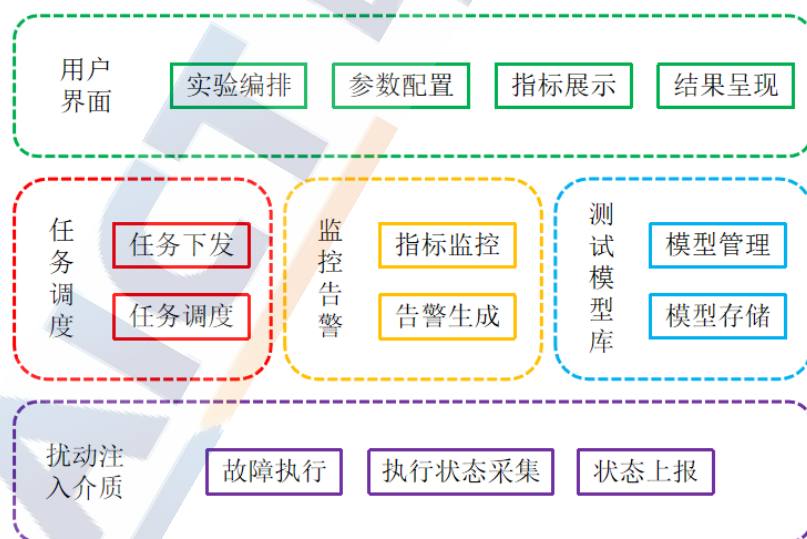 用户
界面
实验编排
参数配置
指标展示
结果呈现
任务调度
任务下发
任务调度
监控告警
指标监控
告警生成
测试模型库
模型管理
模型存储
扰动注
入介质
故障执行
执行状态采集
状态上报